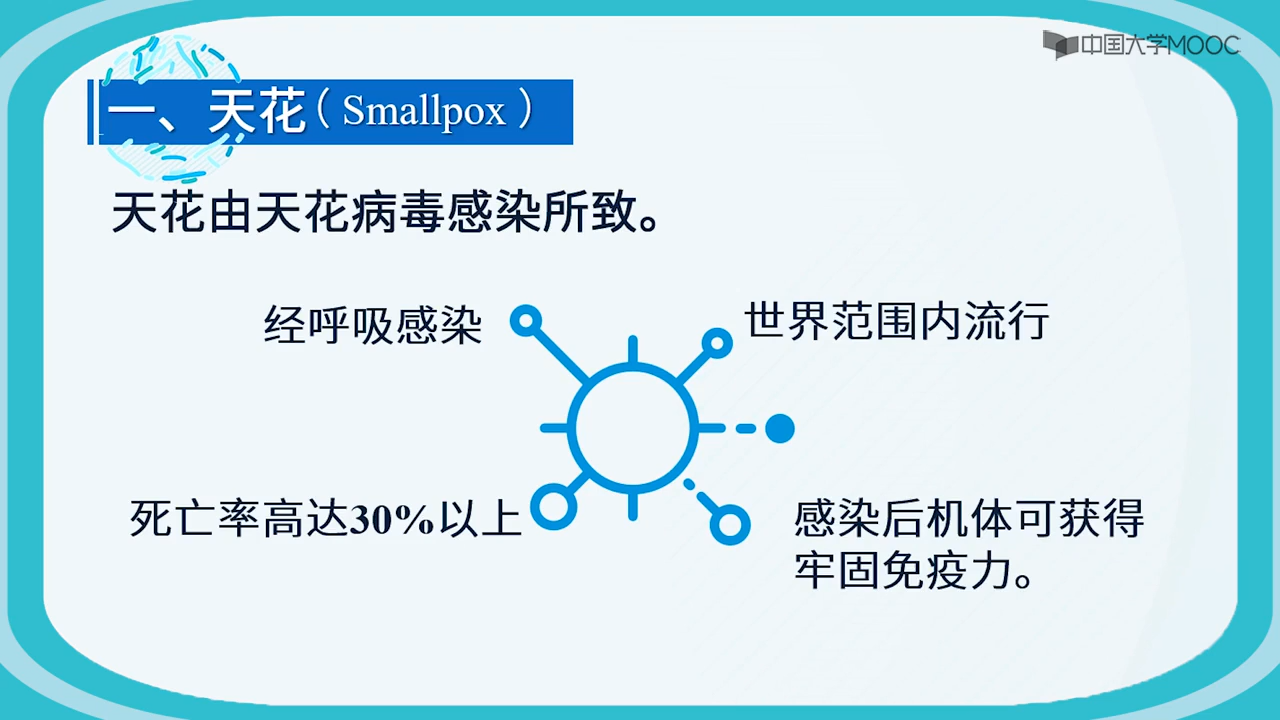 中国大学MOOC
一、天花（Smallpox）
天花由天花病毒感染所致。
经呼吸感染
世界范围内流行
死亡率高达30%以上
感染后机体可获得
牢固免疫力。